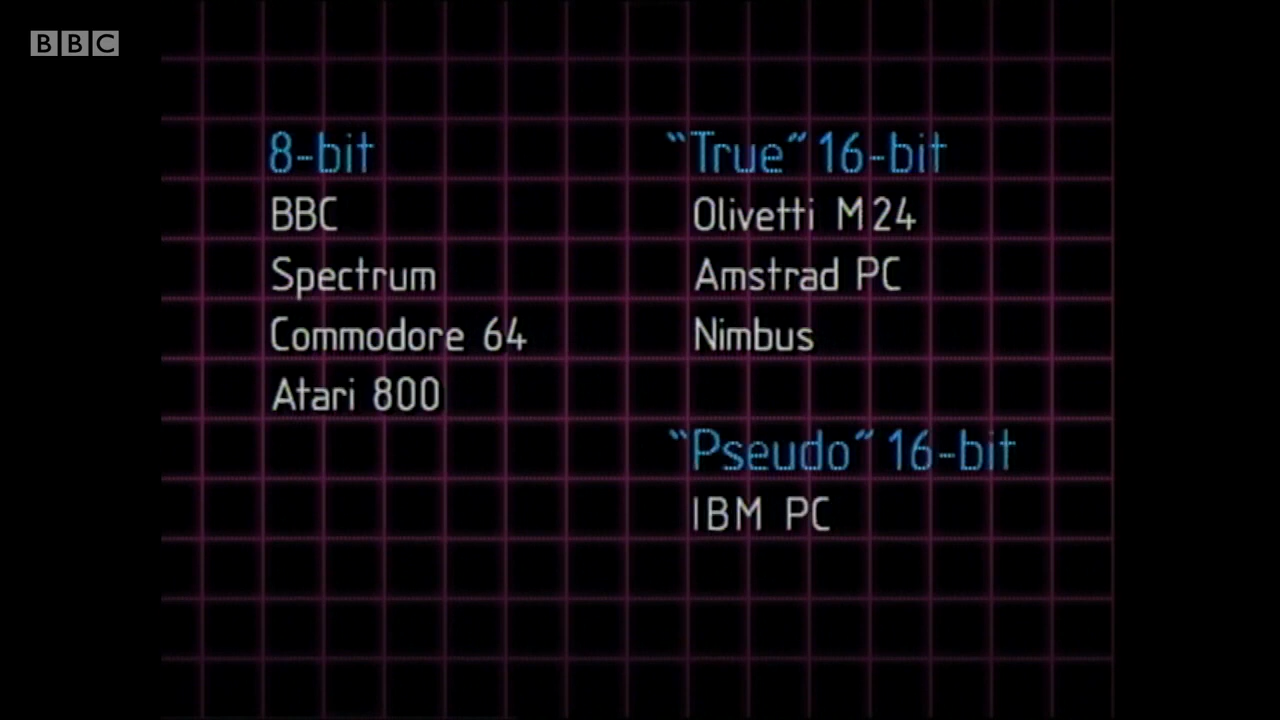 BBC
8-bit
BBC
Spectrum
Commodore 64
Atari 800
“True” 16-bit
Olivetti M24
Amstrad PC
Nimbus
“Pseudo” 16-bit
IBM PC